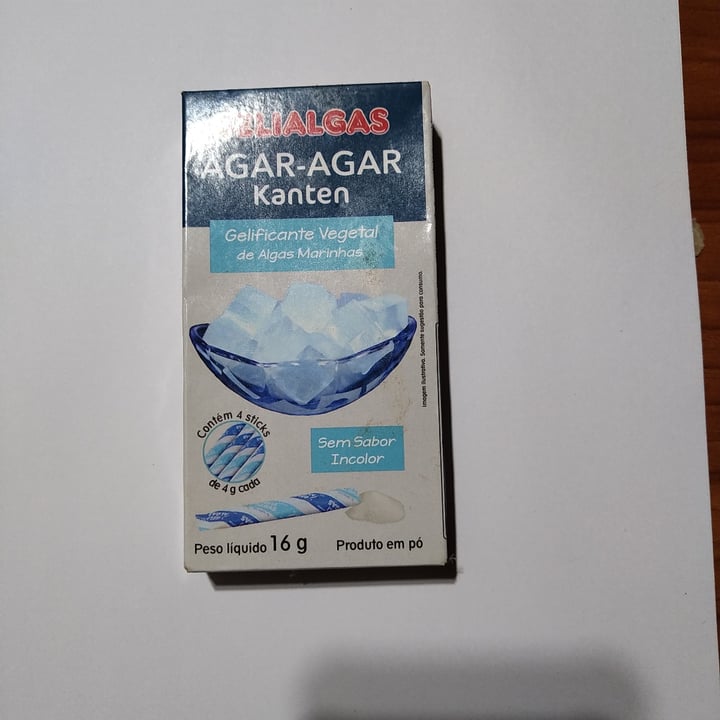 AGAR-AGAR
Kanten
Gelificante Vegetal
de Algas Marinhas
Imagem ilustrativa. Somente sugestão para consumo.
Contém 4 sticks
de 4 g cada
Sem Sabor
Incolor
Peso líquido 16 g
Produto em pó